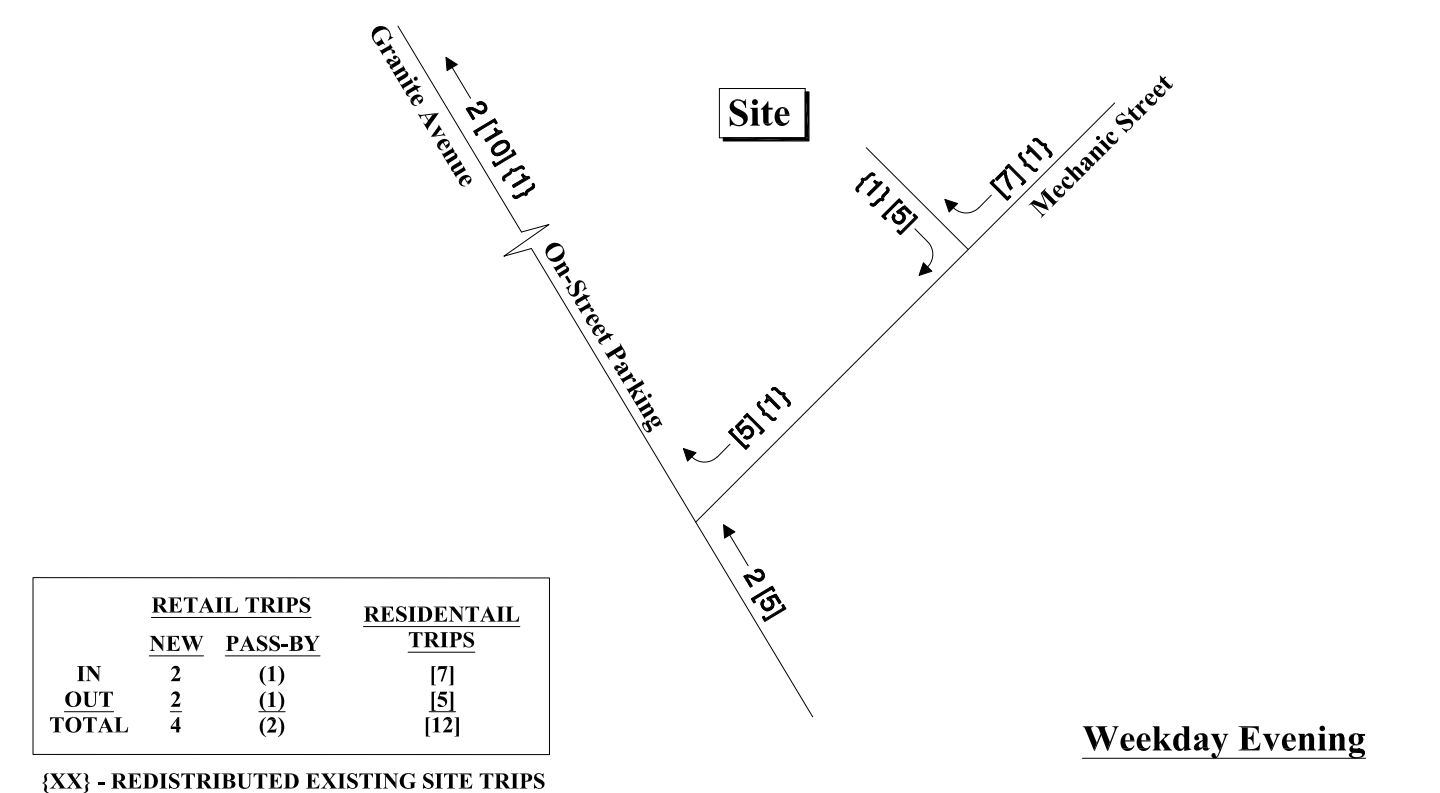 Granite Avenue
2 [10] {1}
Site
Mechanic Street
[7] {1}
{1} [5]
On-Street Parking
[5] {1}
2 [5]
RETAIL TRIPS
RESIDENTAIL
TRIPS
NEW PASS-BY
IN 2 (1) [7]
OUT 2 (1) [5]
TOTAL 4 (2) [12]
{XX} - REDISTRIBUTED EXISTING SITE TRIPS
Weekday Evening